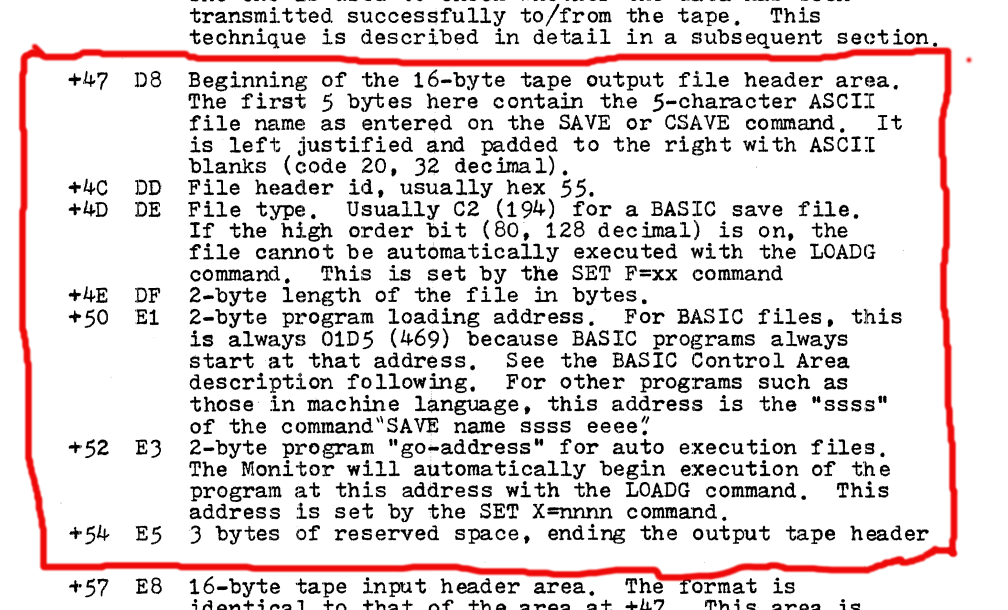 transmitted successfully to/from the tape. This
technique is described in detail in a subsequent section.
+47 D8 Beginning of the 16-byte tape output file header area.
The first 5 bytes here contain the 5-character ASCII
file name as entered on the SAVE or CSAVE command. It
is left justified and padded to the right with ASCII
blanks (code 20, 32 decimal).
+4C DD File header id, usually hex 55.
+4D DE File type. Usually C2 (194) for a BASIC save file.
If the high order bit (80, 128 decimal) is on, the
file cannot be automatically executed with the LOADG
command. This is set by the SET F=xx command
+4E DF 2-byte length of the file in bytes.
+50 E1 2-byte program loading address. For BASIC files, this
is always 01D5 (469) because BASIC programs always
start at that address. See the BASIC Control Area
description following. For other programs such as
those in machine language, this address is the "ssss"
of the command "SAVE name ssss eeee."
+52 E3 2-byte program "go-address" for auto execution files.
The Monitor will automatically begin execution of the
program at this address with the LOADG command. This
address is set by the SET X=nnnn command.
+54 E5 3 bytes of reserved space, ending the output tape header
+57 E8 16-byte tape input header area. The format is
identical to that of the area at +47. This area is